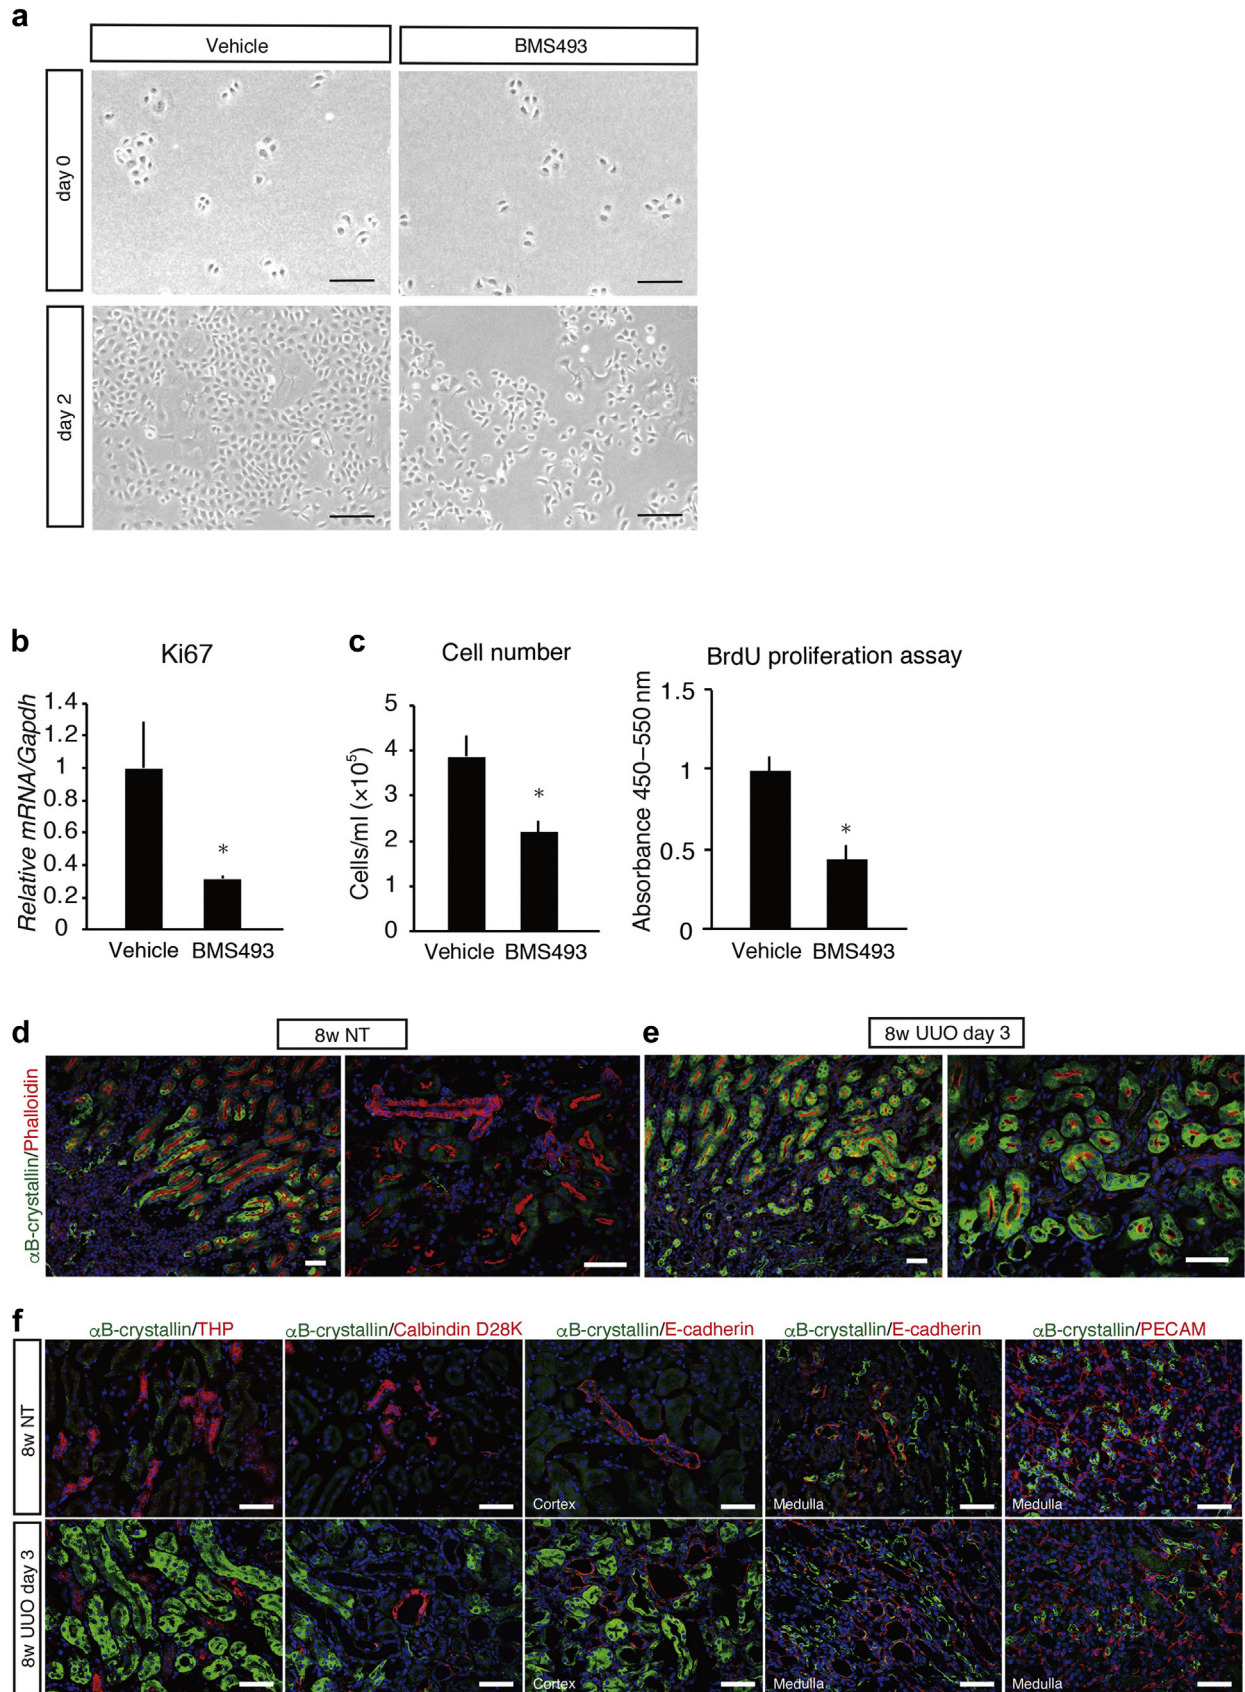 a
Vehicle
BMS493
day 0
day 2
b
Ki67
Relative mRNA/Gapdh
1.4
1.2
1
0.8
0.6
0.4
0.2
0
*
Vehicle
BMS493
c
Cell number
Cells/ml (×10⁵)
5
4
3
2
1
0
*
Vehicle
BMS493
BrdU proliferation assay
Absorbance 450–550 nm
1.5
1
0.5
0
*
Vehicle
BMS493
d
8w NT
e
8w UUO day 3
αB-crystallin/Phalloidin
f
αB-crystallin/THP
αB-crystallin/Calbindin D28K
αB-crystallin/E-cadherin
αB-crystallin/E-cadherin
αB-crystallin/PECAM
8w NT
Cortex
Medulla
Medulla
8w UUO day 3
Cortex
Medulla
Medulla